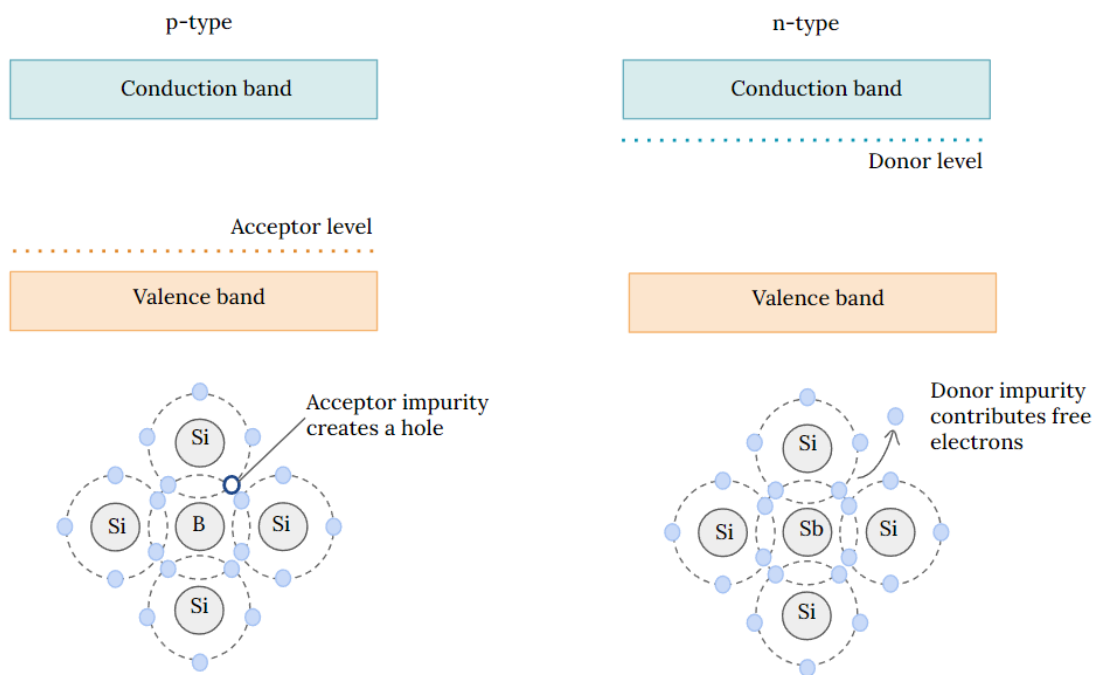 p-type
Conduction band
Acceptor level
Valence band
Acceptor impurity
creates a hole
Si
Si
B
Si
Si
n-type
Conduction band
Donor level
Valence band
Donor impurity
contributes free
electrons
Si
Si
Sb
Si
Si